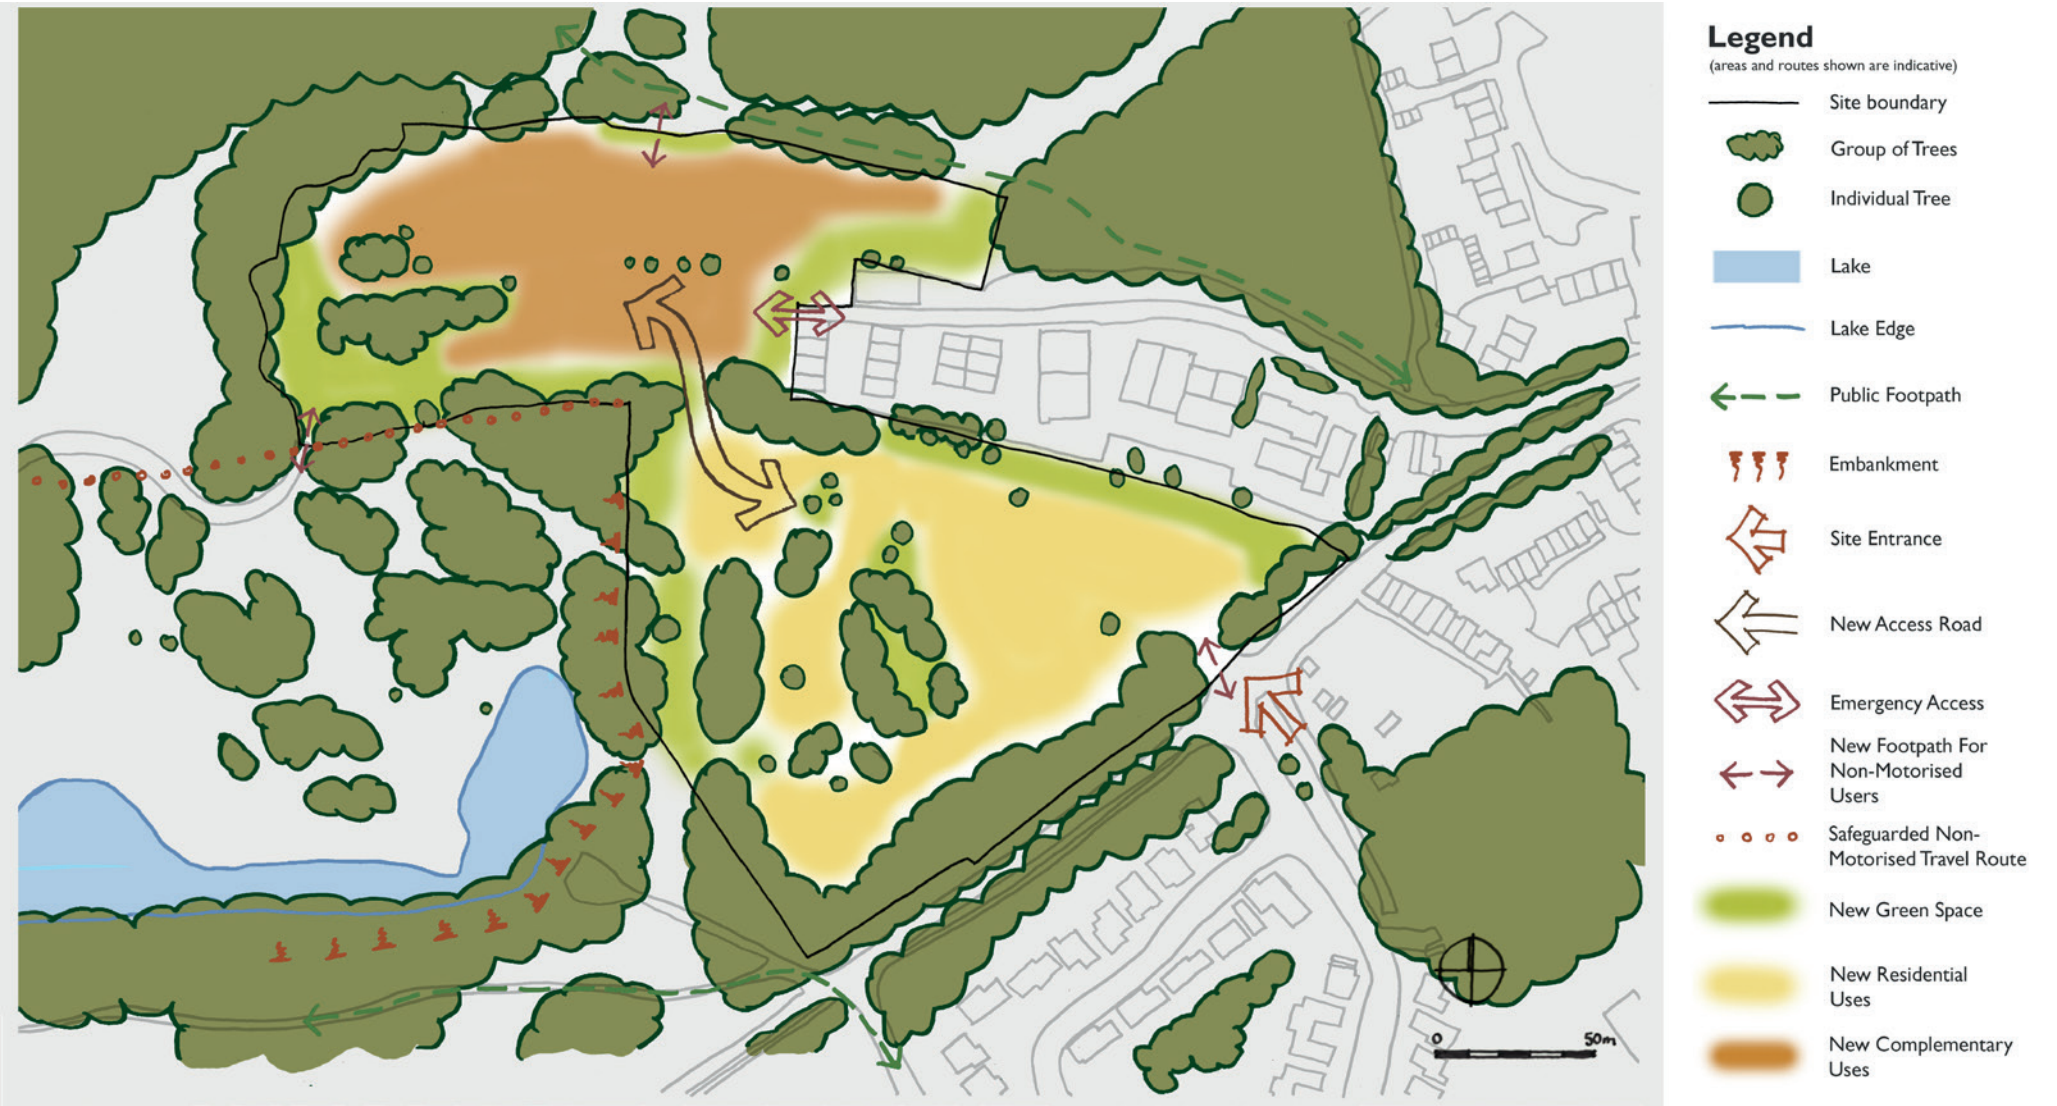 Legend
(areas and routes shown are indicative)
Site boundary
Group of Trees
Individual Tree
Lake
Lake Edge
Public Footpath
Embankment
Site Entrance
New Access Road
Emergency Access
New Footpath For
Non-Motorised
Users
Safeguarded Non-
Motorised Travel Route
New Green Space
New Residential
Uses
New Complementary
Uses
0 50m